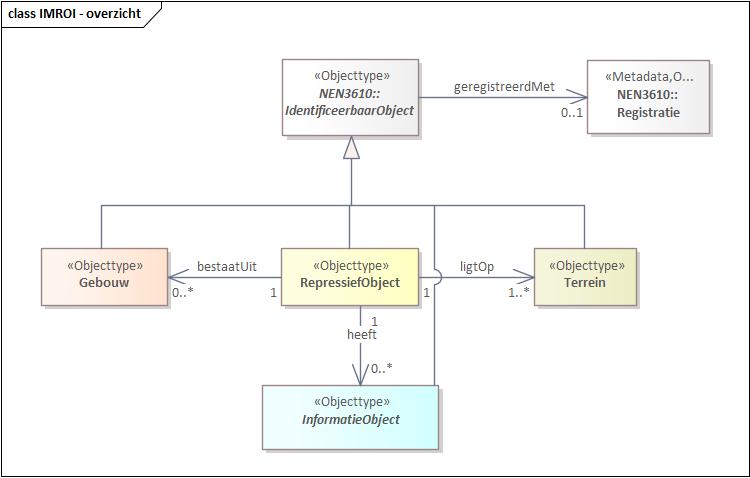 class IMROI - overzicht
«Objecttype»
NEN3610::
IdentificeerbaarObject
geregistreerdMet
0..1
«Metadata,O...
NEN3610::
Registratie
«Objecttype»
Gebouw
bestaatUit
0..*
1
«Objecttype»
RepressiefObject
ligtOp
1
1..*
«Objecttype»
Terrein
1
heeft
0..*
«Objecttype»
InformatieObject